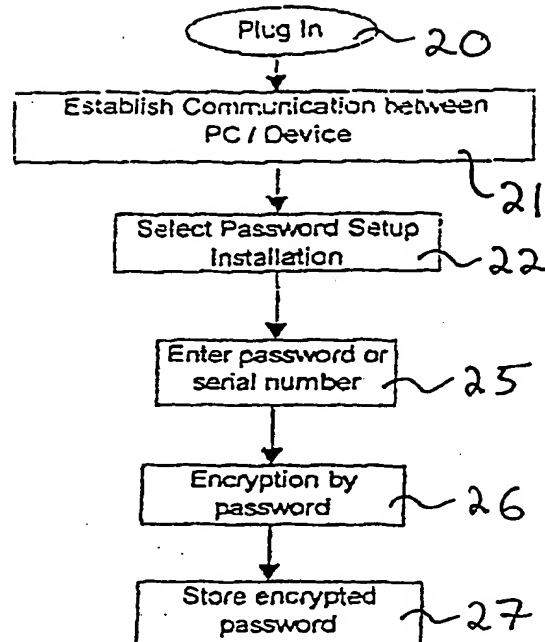 Plug In 20
Establish Communication between
PC / Device
21
Select Password Setup
Installation 22
Enter password or
serial number 25
Encryption by
password 26
Store encrypted
password 27